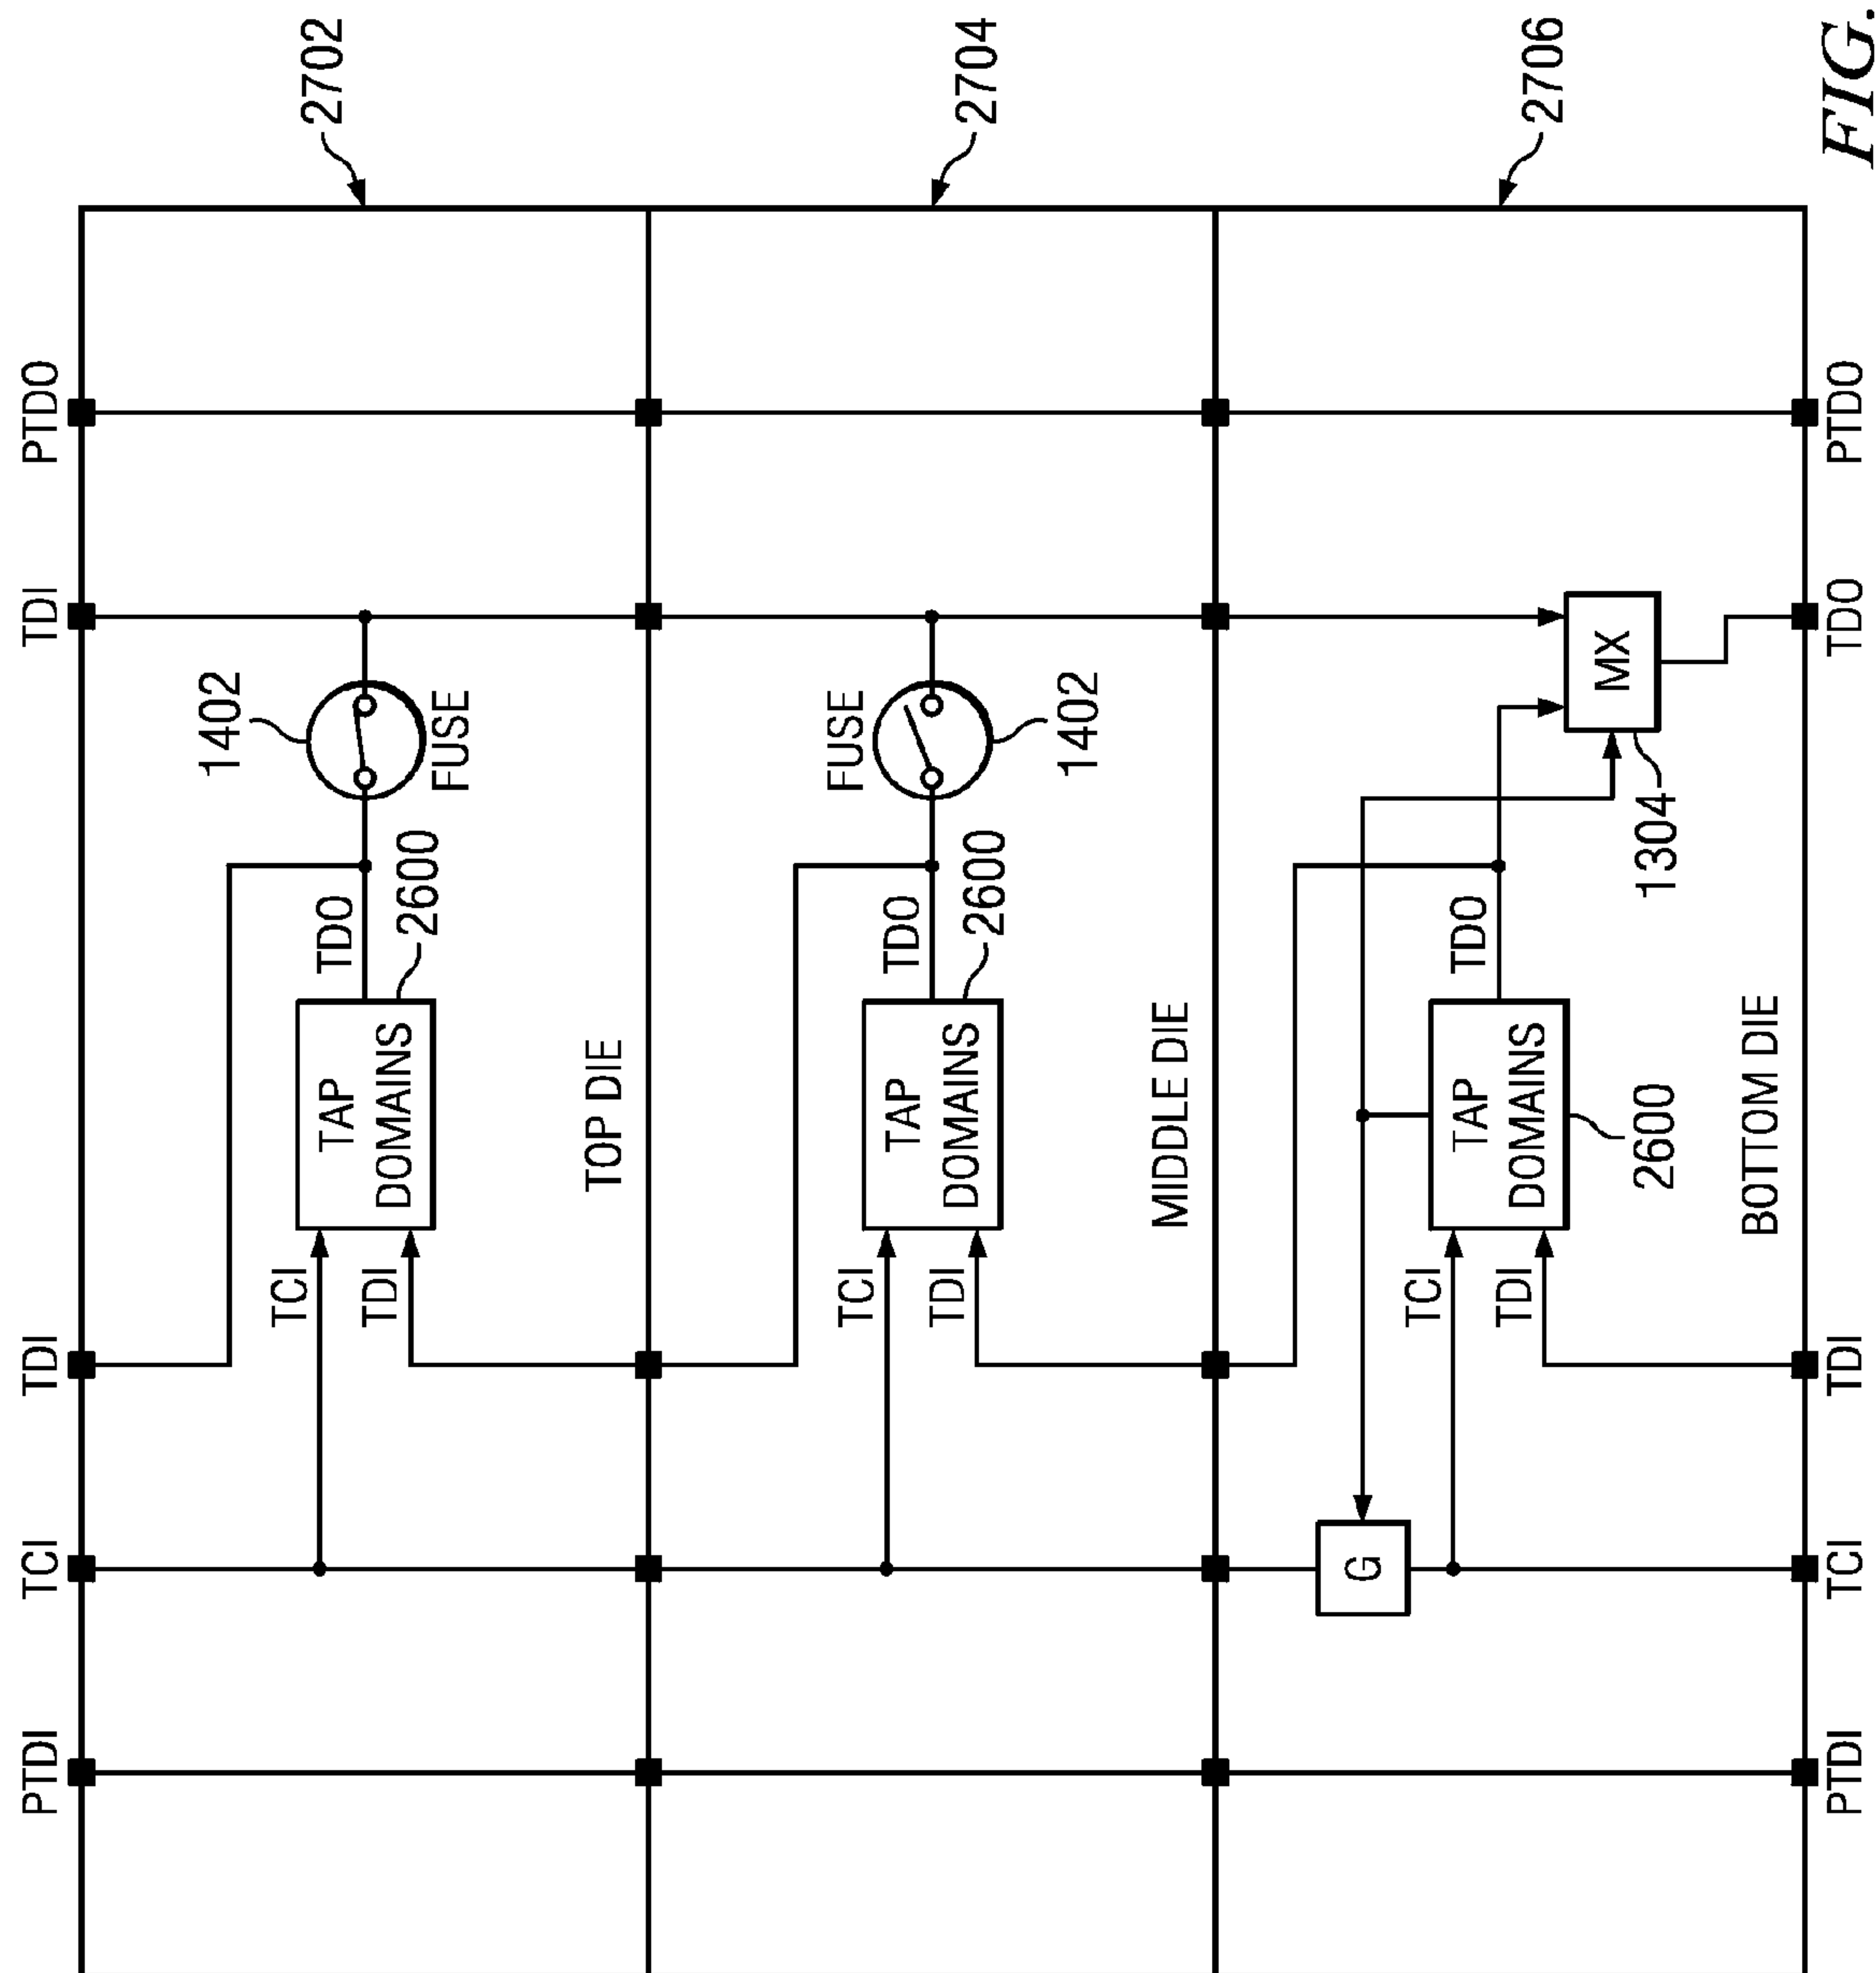 PTDI
TCI
TDI
TDI
PTDO
TCI
TDI
TAP
DOMAINS
TDO
2600
1402
FUSE
TOP DIE
2702
TCI
TDI
TAP
DOMAINS
TDO
2600
FUSE
1402
MIDDLE DIE
2704
G
TCI
TDI
TAP
DOMAINS
TDO
2600
MX
1304
BOTTOM DIE
2706
PTDI
TCI
TDI
TDO
PTDO
FIG.